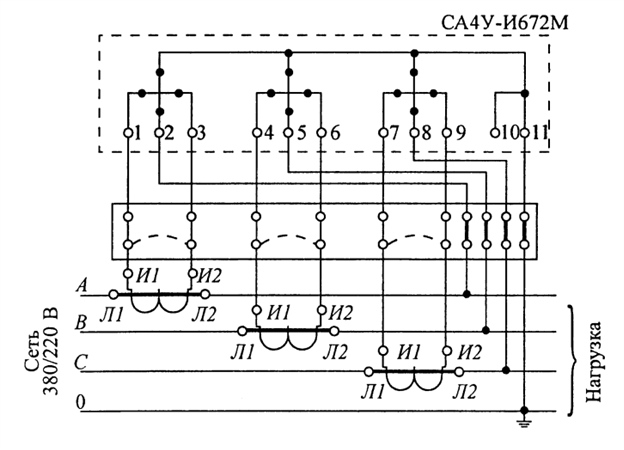 СА4У-И672М
1 2 3 4 5 6 7 8 9 10 11
А И1 И2
Л1 Л2
В И1 И2
Л1 Л2
С И1 И2
Л1 Л2
0
Сеть
380/220 В
Нагрузка